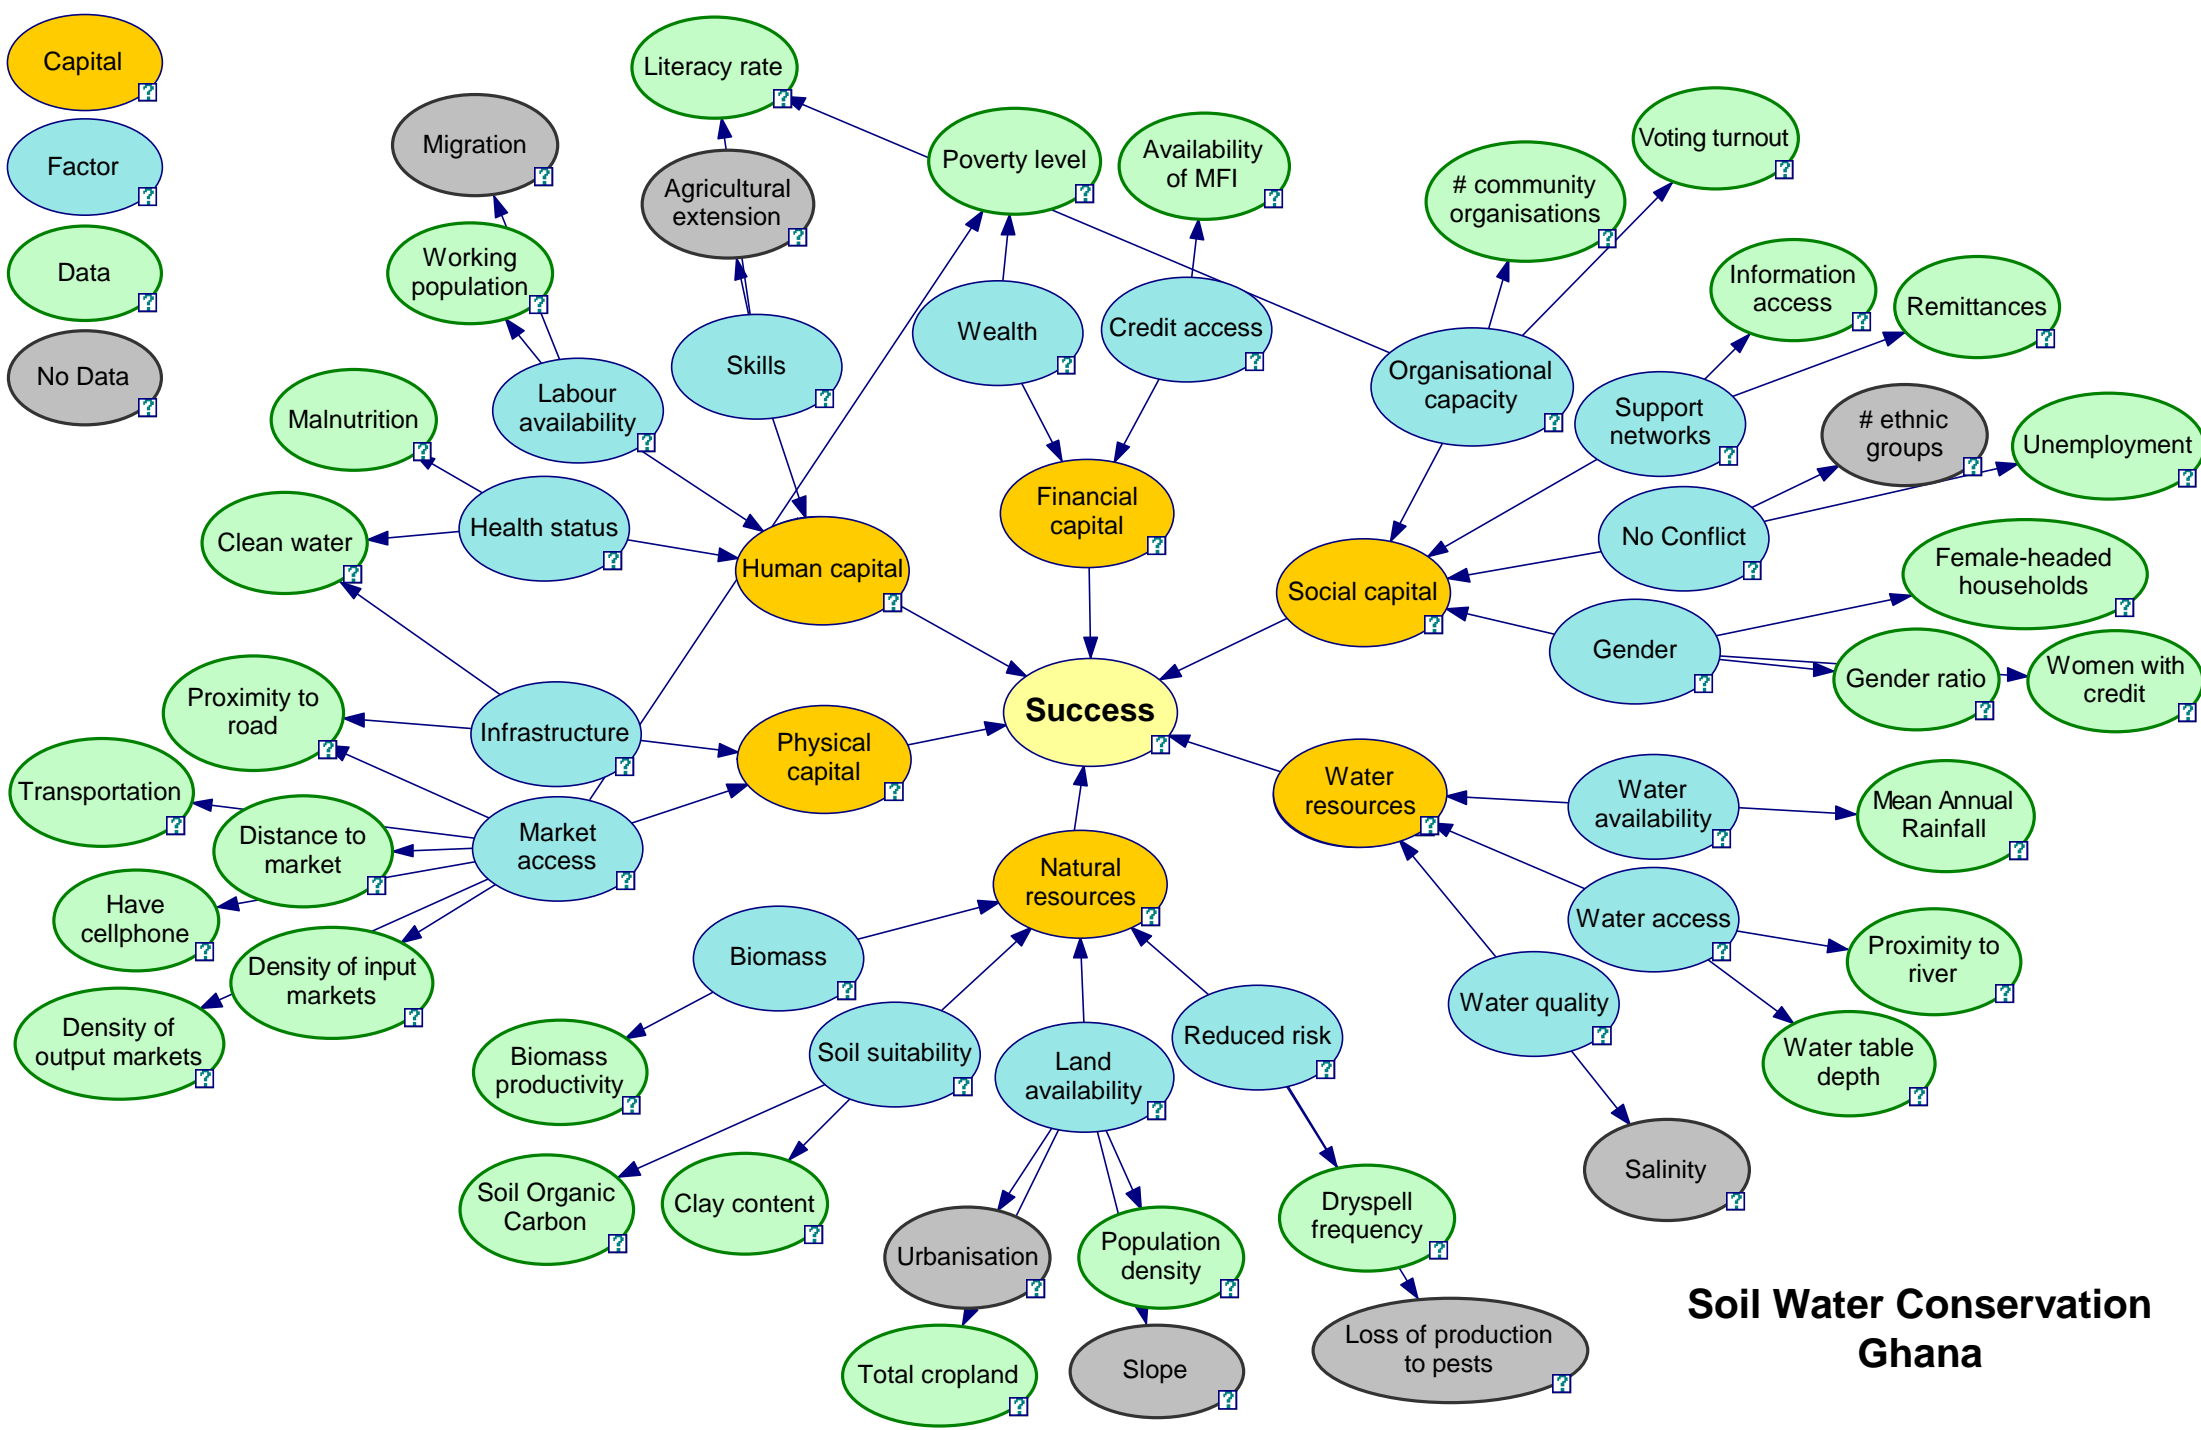 Capital
Factor
Data
No Data
Literacy rate
Migration
Agricultural
extension
Poverty level
Availability
of MFI
# community
organisations
Voting turnout
Working
population
Information
access
Remittances
Wealth
Credit access
Skills
Labour
availability
Organisational
capacity
Support
networks
# ethnic
groups
Unemployment
Malnutrition
Clean water
Health status
Human capital
Financial
capital
Social capital
No Conflict
Female-headed
households
Gender
Gender ratio
Women with
credit
Proximity to
road
Infrastructure
Physical
capital
Success
Water
resources
Water
availability
Mean Annual
Rainfall
Transportation
Distance to
market
Market
access
Have
cellphone
Natural
resources
Water access
Proximity to
river
Density of input
markets
Density of
output markets
Biomass
Biomass
productivity
Soil suitability
Land
availability
Reduced risk
Water quality
Water table
depth
Soil Organic
Carbon
Clay content
Urbanisation
Population
density
Dryspell
frequency
Salinity
Total cropland
Slope
Loss of production
to pests
Soil Water Conservation
Ghana